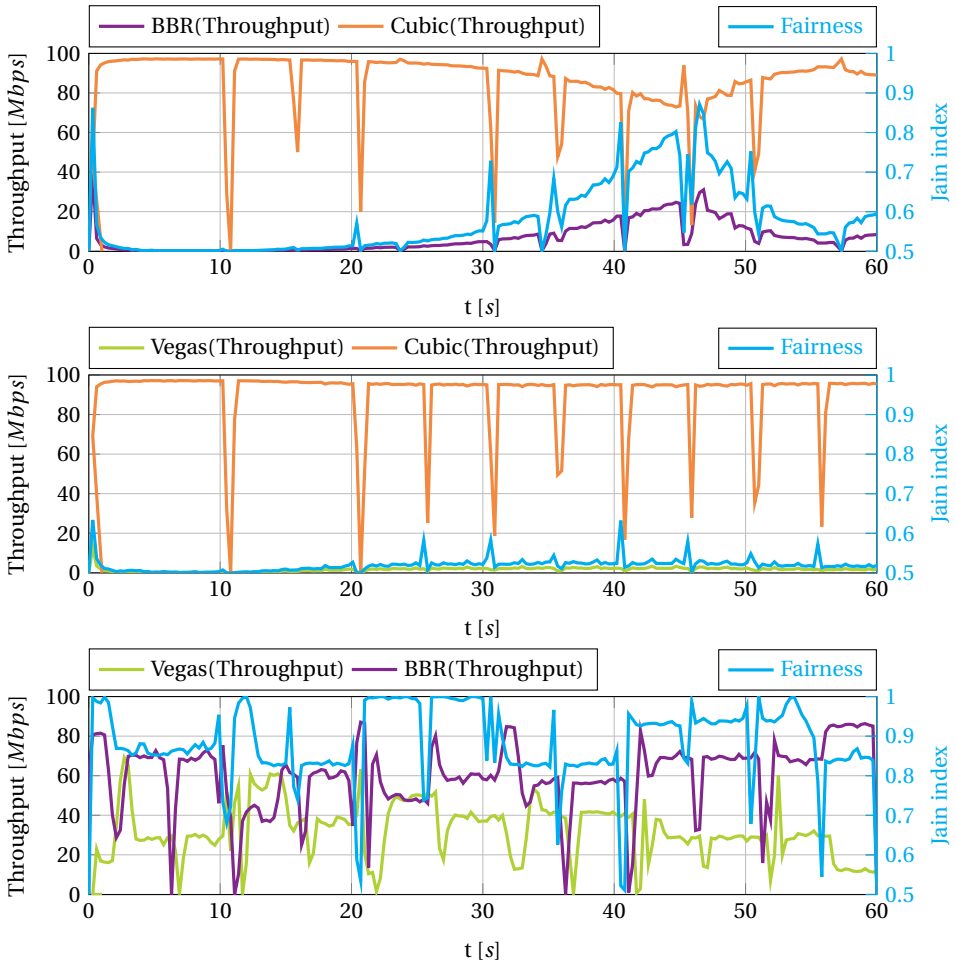 BBR(Throughput) Cubic(Throughput) Fairness
100 1
80 0.9
60 0.8
40 0.7
20 0.6
0 0.5
Throughput [Mbps]
Jain index
0 10 20 30 40 50 60
t [s]
Vegas(Throughput) Cubic(Throughput) Fairness
100 1
80 0.9
60 0.8
40 0.7
20 0.6
0 0.5
Throughput [Mbps]
Jain index
0 10 20 30 40 50 60
t [s]
Vegas(Throughput) BBR(Throughput) Fairness
100 1
80 0.9
60 0.8
40 0.7
20 0.6
0 0.5
Throughput [Mbps]
Jain index
0 10 20 30 40 50 60
t [s]